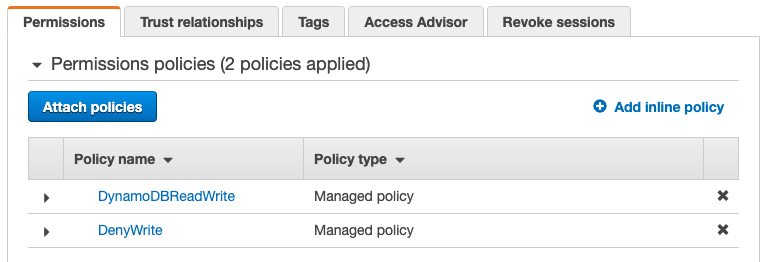 Permissions Trust relationships Tags Access Advisor Revoke sessions
Permissions policies (2 policies applied)
Attach policies Add inline policy
Policy name Policy type
DynamoDBReadWrite Managed policy
DenyWrite Managed policy